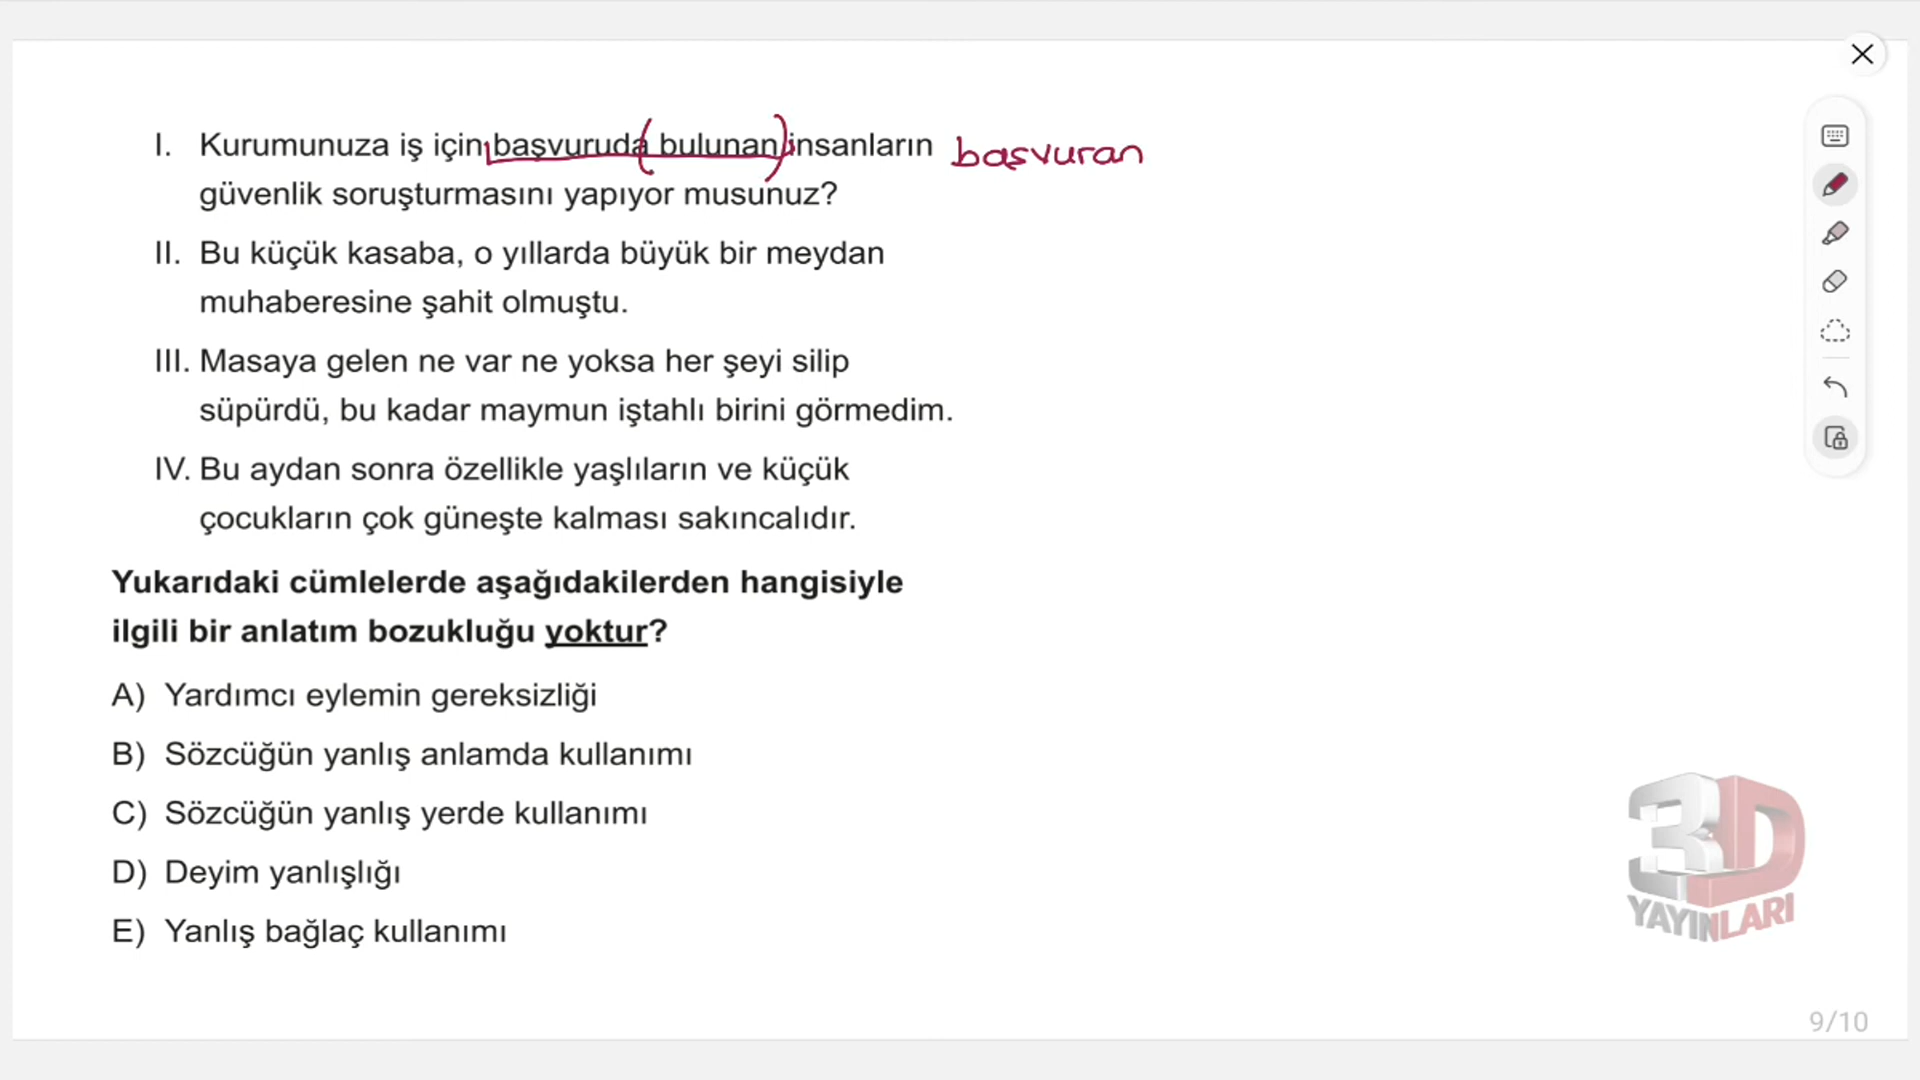 I. Kurumunuza iş için başvuruda bulunan insanların başvuran
güvenlik soruşturmasını yapıyor musunuz?
II. Bu küçük kasaba, o yıllarda büyük bir meydan
muhaberesine şahit olmuştu.
III. Masaya gelen ne var ne yoksa her şeyi silip
süpürdü, bu kadar maymun iştahlı birini görmedim.
IV. Bu aydan sonra özellikle yaşlıların ve küçük
çocukların çok güneşte kalması sakıncalıdır.
Yukarıdaki cümlelerde aşağıdakilerden hangisiyle
ilgili bir anlatım bozukluğu yoktur?
A) Yardımcı eylemin gereksizliği
B) Sözcüğün yanlış anlamda kullanımı
C) Sözcüğün yanlış yerde kullanımı
D) Deyim yanlışlığı
E) Yanlış bağlaç kullanımı
3D
YAYINLARI
9/10